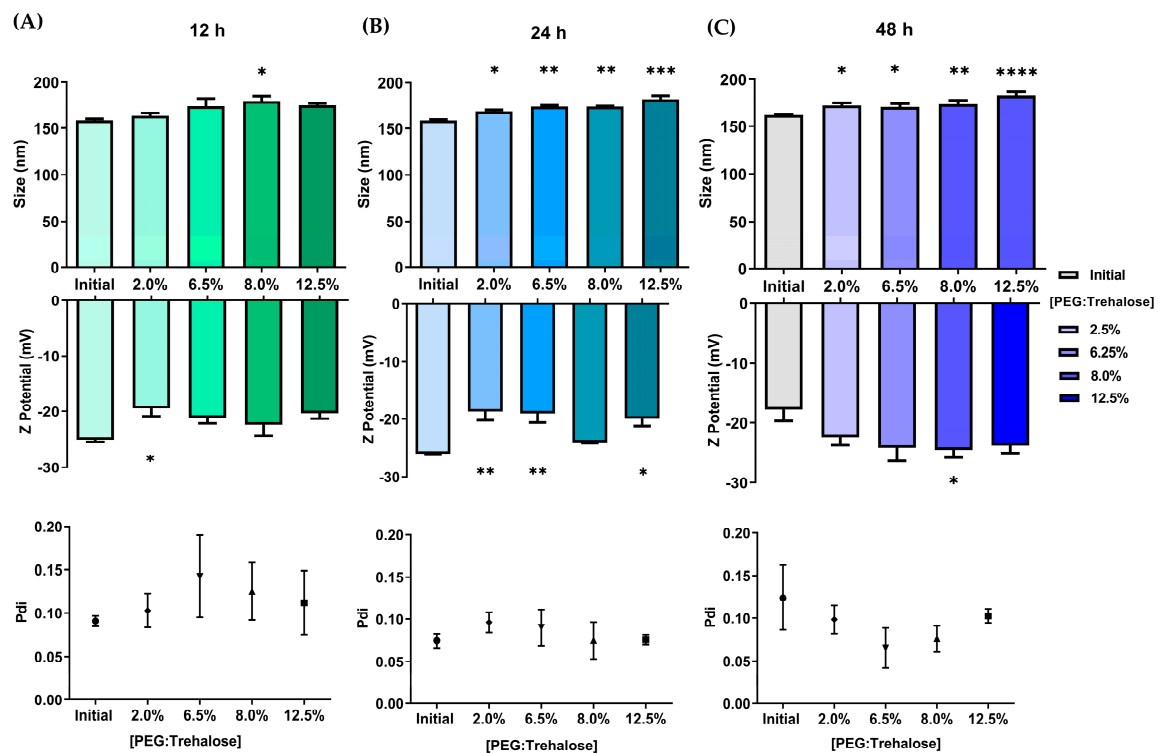 (A)
12 h
*
Size (nm)
200
150
100
50
0
Initial 2.0% 6.5% 8.0% 12.5%
Z Potential (mV)
0
-10
-20
-30
*
Pdi
0.20
0.15
0.10
0.05
0.00
Initial 2.0% 6.5% 8.0% 12.5%
[PEG:Trehalose]
(B)
24 h
* ** ** ***
Size (nm)
200
150
100
50
0
Initial 2.0% 6.5% 8.0% 12.5%
Z Potential (mV)
0
-10
-20
-30
** ** *
Pdi
0.20
0.15
0.10
0.05
0.00
Initial 2.0% 6.5% 8.0% 12.5%
[PEG:Trehalose]
(C)
48 h
* * ** ****
Size (nm)
200
150
100
50
0
Initial 2.0% 6.5% 8.0% 12.5%
Z Potential (mV)
0
-10
-20
-30
*
Pdi
0.20
0.15
0.10
0.05
0.00
Initial 2.0% 6.5% 8.0% 12.5%
[PEG:Trehalose]
Initial
[PEG:Trehalose]
2.5%
6.25%
8.0%
12.5%